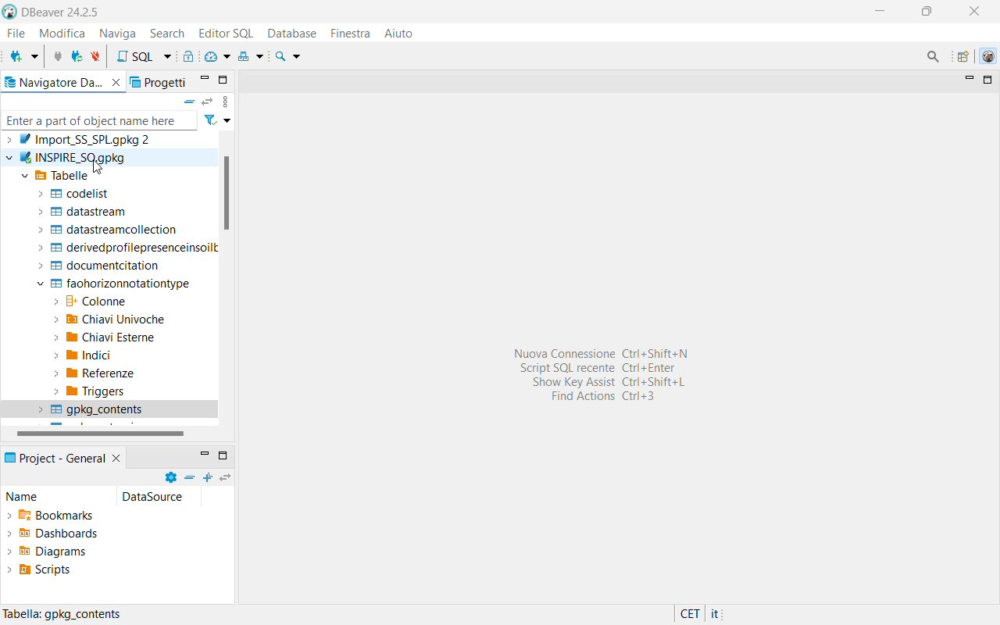 DBeaver 24.2.5
File Modifica Naviga Search Editor SQL Database Finestra Aiuto
SQL
Navigatore Da... Progetti
Enter a part of object name here
Import_SS_SPL.gpkg 2
INSPIRE_SO.gpkg
Tabelle
codelist
datastream
datastreamcollection
derivedprofilepresenceinsoilb
documentcitation
faohorizonnotationtype
Colonne
Chiavi Univoche
Chiavi Esterne
Indici
Referenze
Triggers
gpkg_contents
Nuova Connessione Ctrl+Shift+N
Script SQL recente Ctrl+Enter
Show Key Assist Ctrl+Shift+L
Find Actions Ctrl+3
Project - General
Name DataSource
Bookmarks
Dashboards
Diagrams
Scripts
Tabella: gpkg_contents CET it